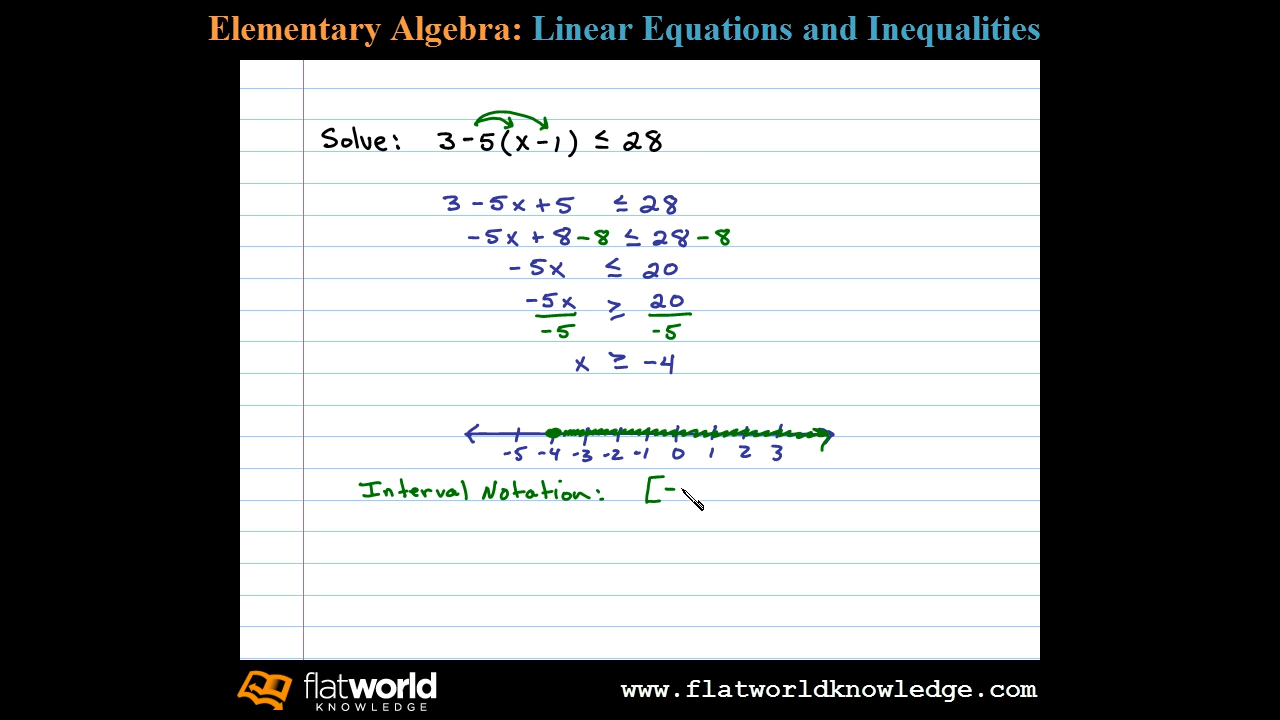 Elementary Algebra: Linear Equations and Inequalities
Solve: 3-5(x-1) ≤ 28
3 - 5x + 5 ≤ 28
-5x + 8 - 8 ≤ 28 - 8
-5x ≤ 20
-5x ≥ 20
-5 -5
x ≥ -4
-5 -4 -3 -2 -1 0 1 2 3
Interval Notation: [-
flatworld
KNOWLEDGE
www.flatworldknowledge.com